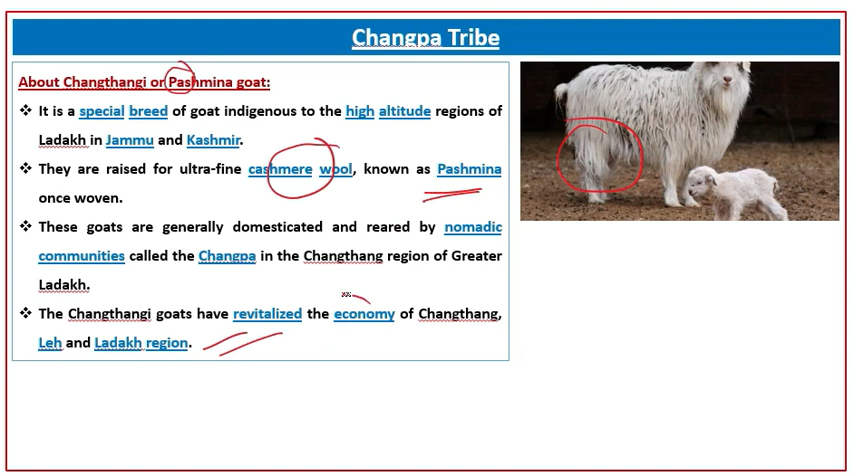 Changpa Tribe
About Changthangi or Pashmina goat:
❖ It is a special breed of goat indigenous to the high altitude regions of
Ladakh in Jammu and Kashmir.
❖ They are raised for ultra-fine cashmere wool, known as Pashmina
once woven.
❖ These goats are generally domesticated and reared by nomadic
communities called the Changpa in the Changthang region of Greater
Ladakh.
❖ The Changthangi goats have revitalized the economy of Changthang,
Leh and Ladakh region.